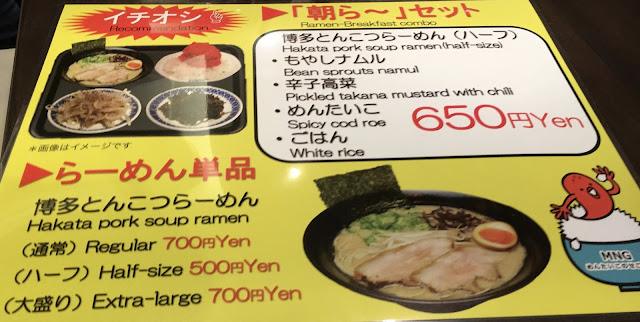 イチオシ
Recommendation
▶「朝ら～」セット
Ramen-Breakfast combo
博多とんこつらーめん（ハーフ）
Hakata pork soup ramen(half-size)
・もやしナムル
Bean sprouts namul
・辛子高菜
Pickled takana mustard with chili
・めんたいこ
Spicy cod roe
・ごはん
White rice
650円Yen
*画像はイメージです
▶らーめん単品
博多とんこつらーめん
Hakata pork soup ramen
（通常）Regular 700円Yen
（ハーフ）Half-size 500円Yen
（大盛り）Extra-large 700円Yen
MNG